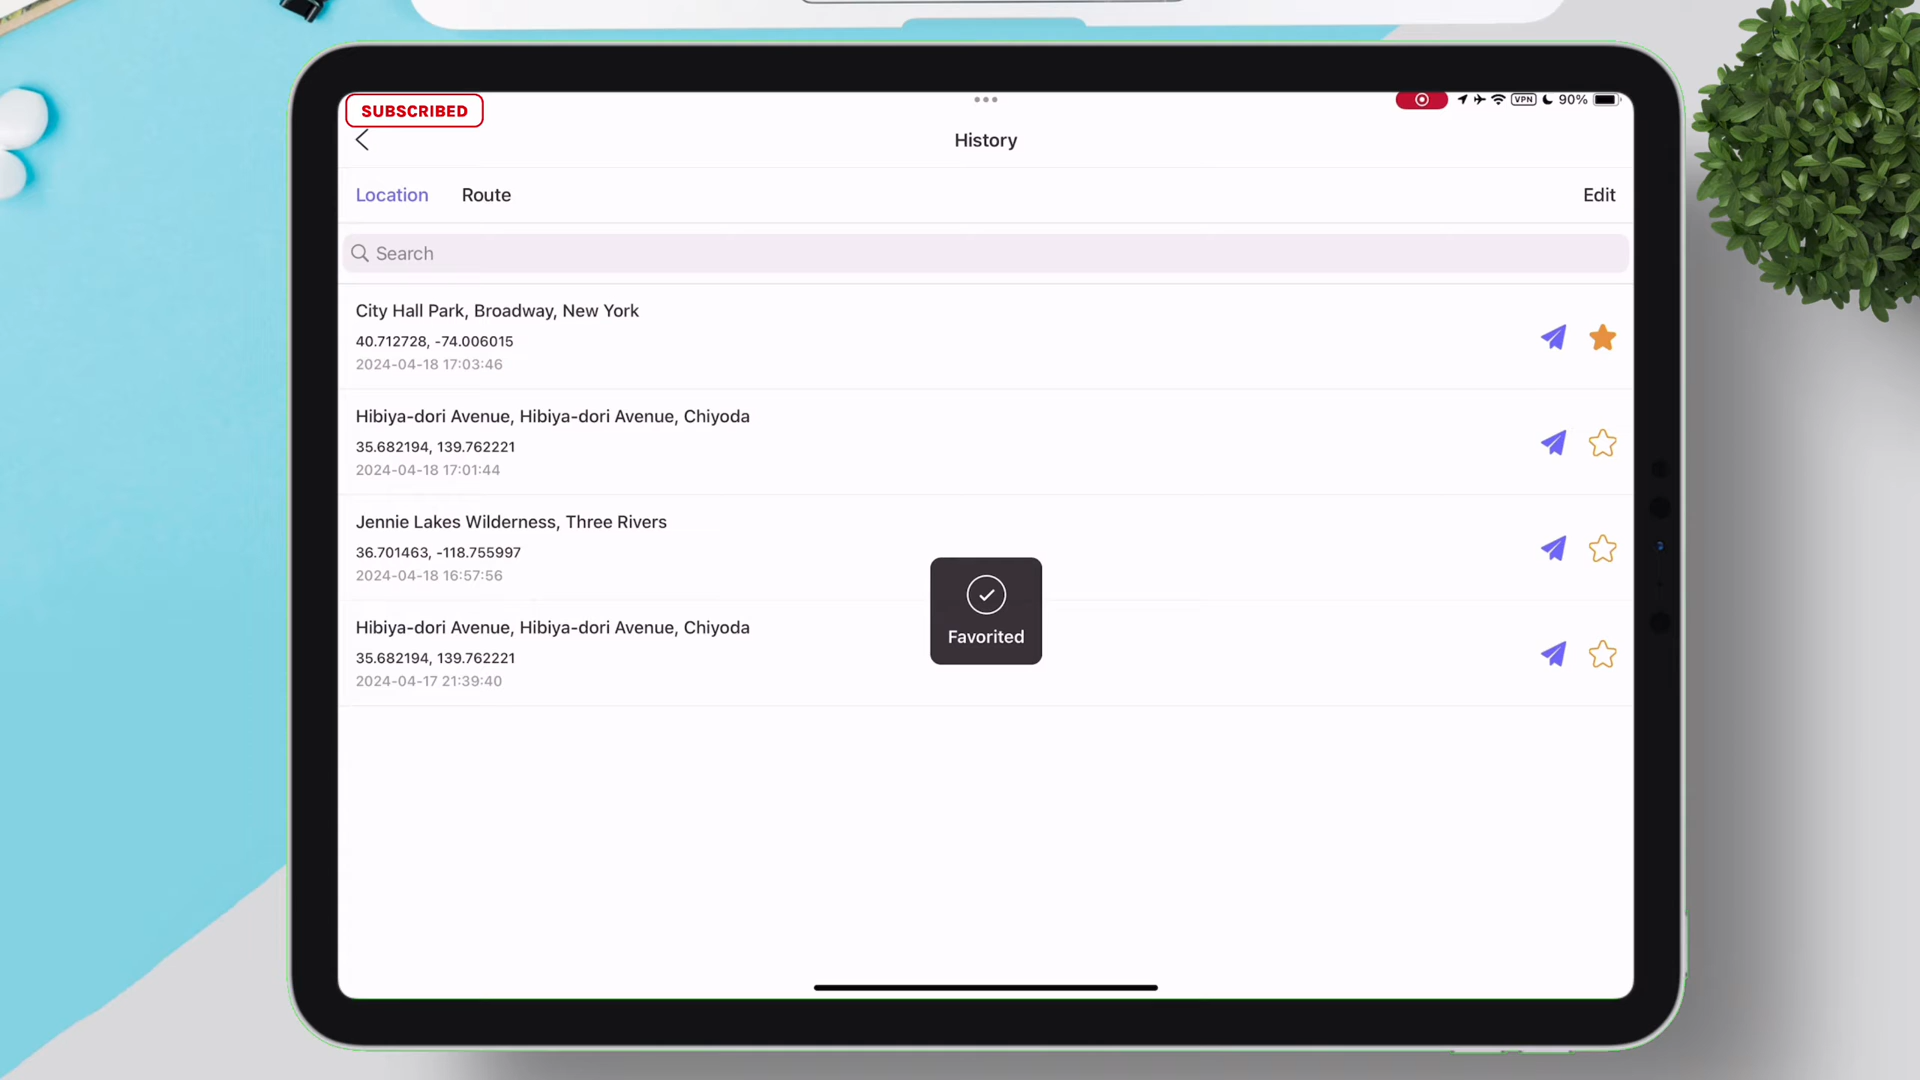 SUBSCRIBED
VPN 90%
History
Location Route Edit
Search
City Hall Park, Broadway, New York
40.712728, -74.006015
2024-04-18 17:03:46
Hibiya-dori Avenue, Hibiya-dori Avenue, Chiyoda
35.682194, 139.762221
2024-04-18 17:01:44
Jennie Lakes Wilderness, Three Rivers
36.701463, -118.755997
2024-04-18 16:57:56
Favorited
Hibiya-dori Avenue, Hibiya-dori Avenue, Chiyoda
35.682194, 139.762221
2024-04-17 21:39:40